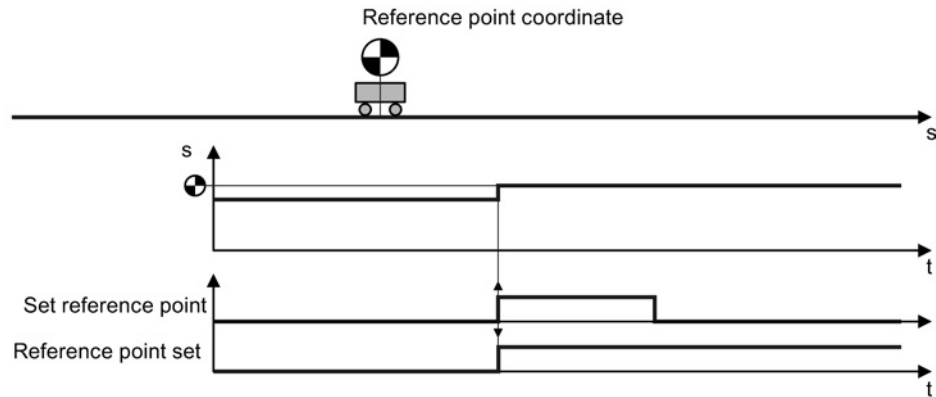 Reference point coordinate
s
s
t
Set reference point
Reference point set
t